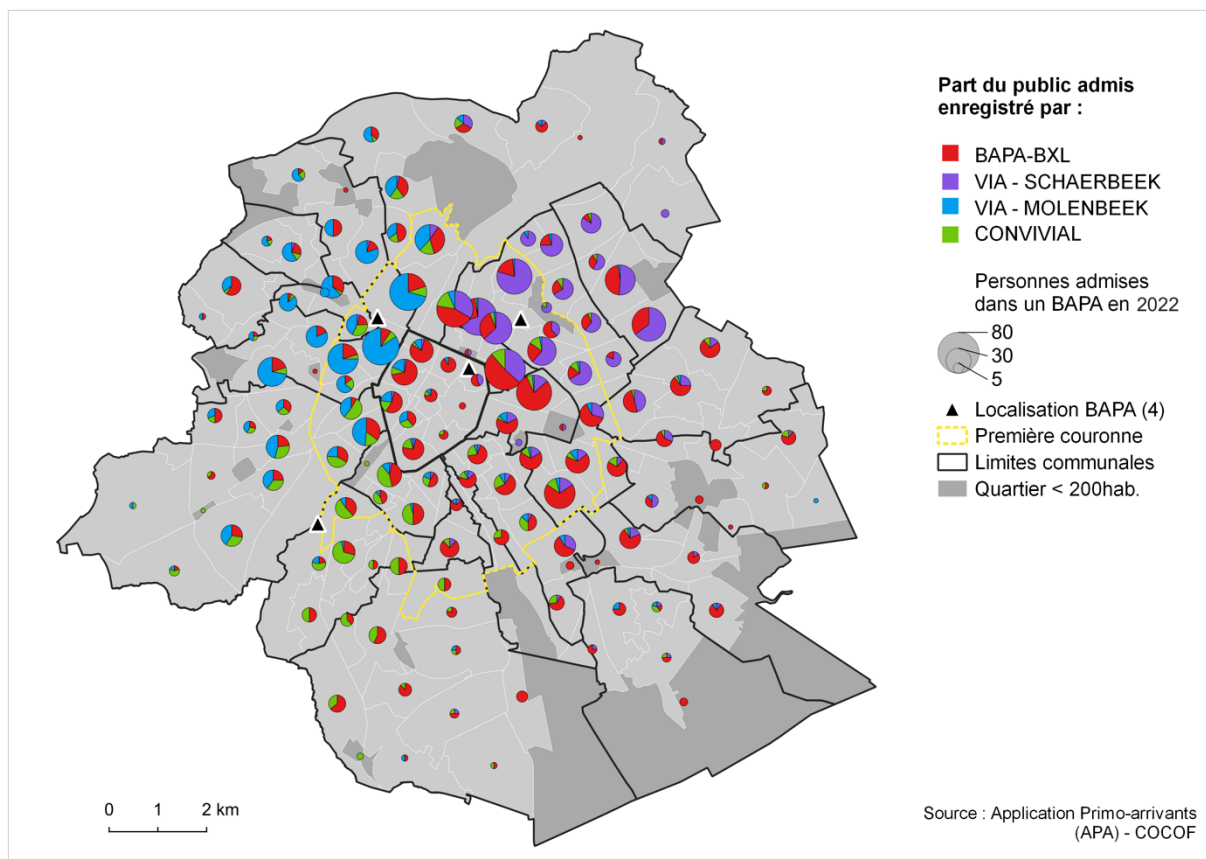 Part du public admis
enregistré par :
BAPA-BXL
VIA - SCHAERBEEK
VIA - MOLENBEEK
CONVIVIAL
Personnes admises
dans un BAPA en 2022
80
30
5
Localisation BAPA (4)
Première couronne
Limites communales
Quartier < 200hab.
0 1 2 km
Source : Application Primo-arrivants
(APA) - COCOF